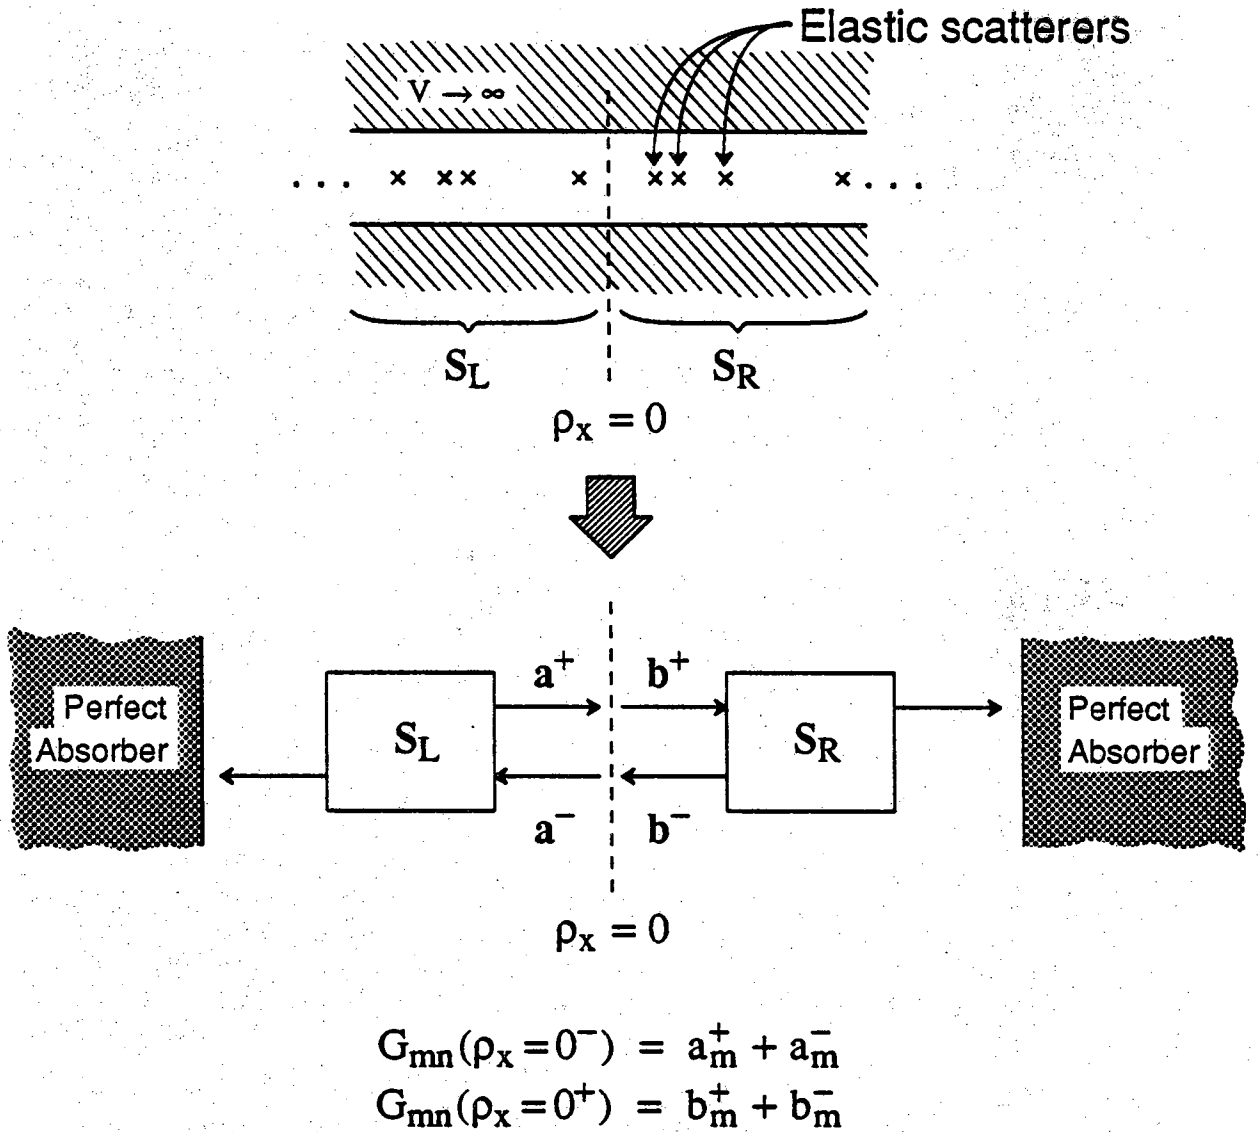 Elastic scatterers
V → ∞
. . . × × × × × × × × . . .
S_L S_R
ρ_x = 0
a⁺ b⁺
Perfect Absorber
S_L S_R
Perfect Absorber
a⁻ b⁻
ρ_x = 0
G_mn(ρ_x = 0⁻) = a_m⁺ + a_m⁻
G_mn(ρ_x = 0⁺) = b_m⁺ + b_m⁻